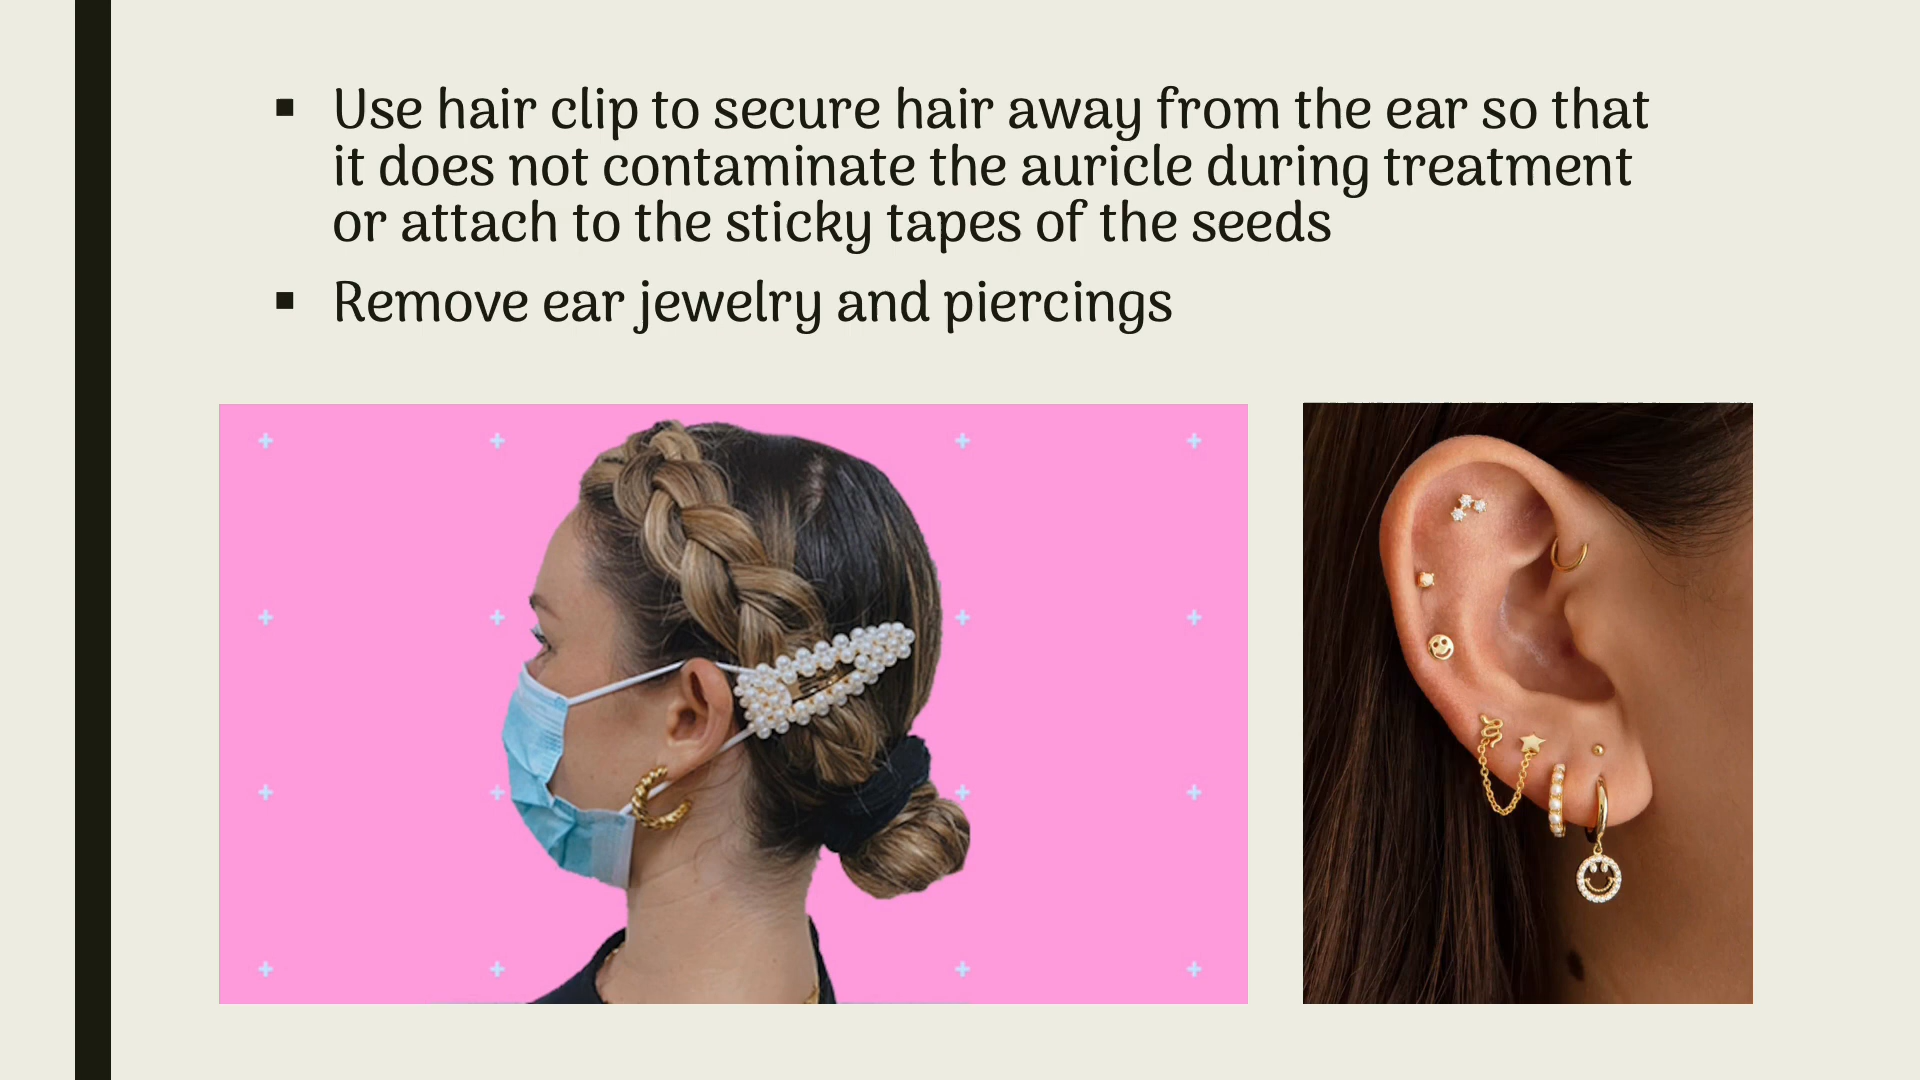 ▪ Use hair clip to secure hair away from the ear so that
it does not contaminate the auricle during treatment
or attach to the sticky tapes of the seeds
▪ Remove ear jewelry and piercings